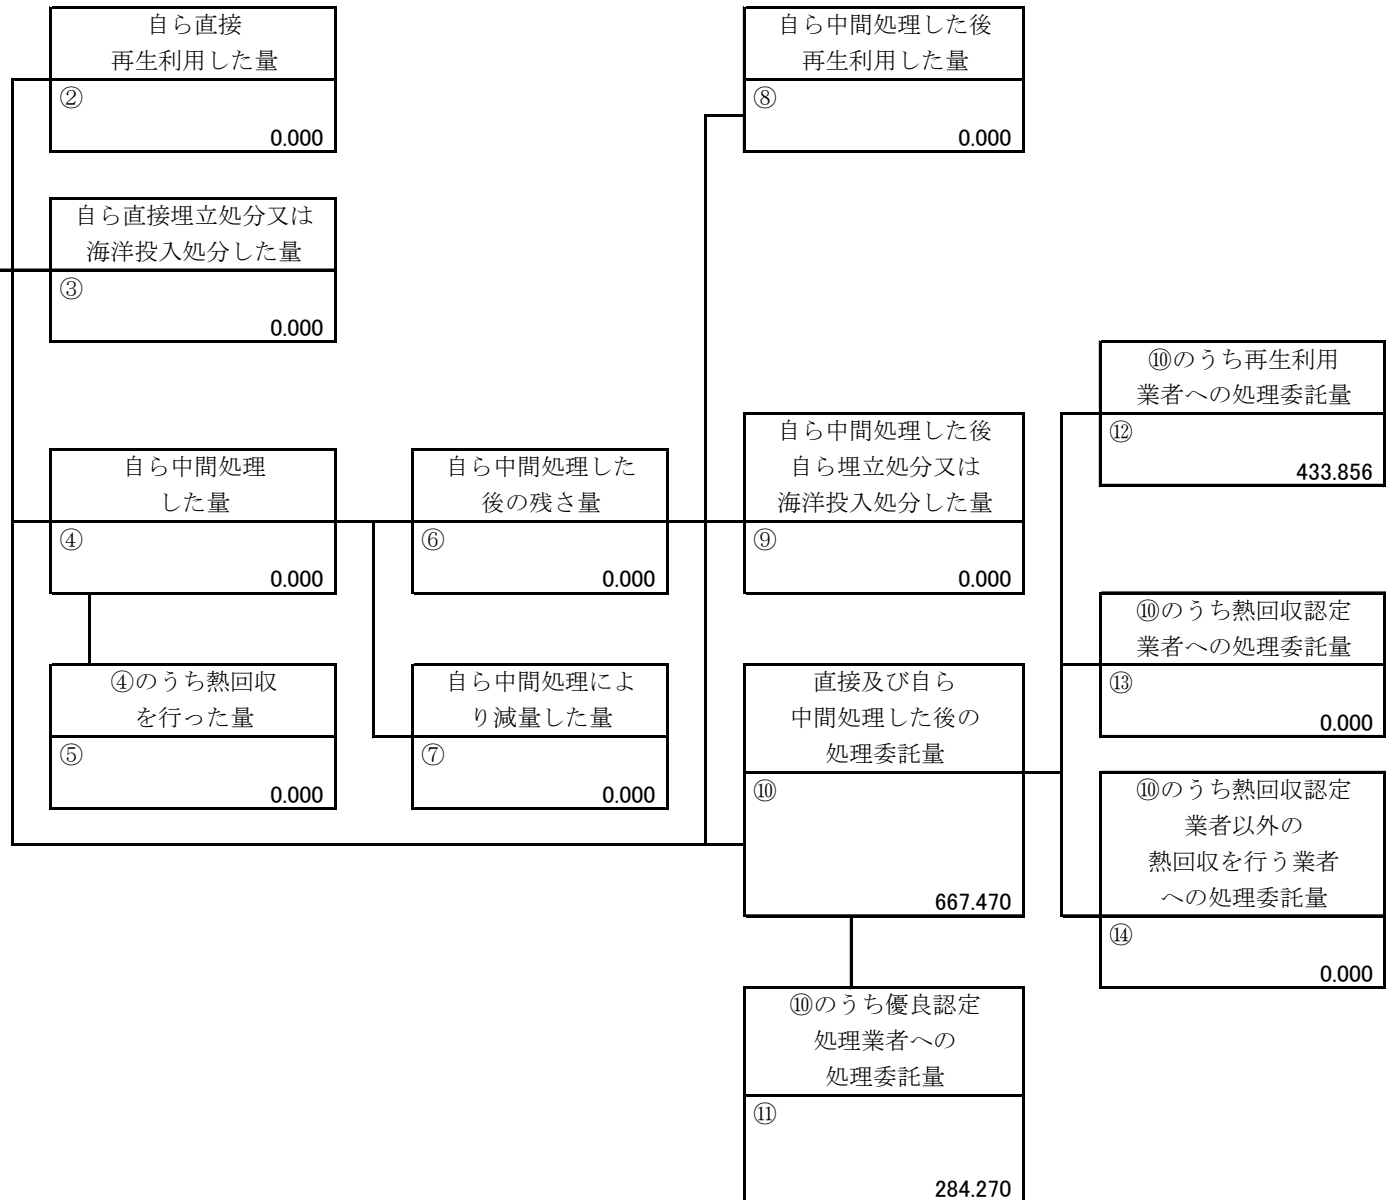 自ら直接
再生利用した量
②
0.000
自ら中間処理した後
再生利用した量
⑧
0.000
自ら直接埋立処分又は
海洋投入処分した量
③
0.000
⑩のうち再生利用
業者への処理委託量
⑫
433.856
自ら中間処理
した量
④
0.000
自ら中間処理した
後の残さ量
⑥
0.000
自ら中間処理した後
自ら埋立処分又は
海洋投入処分した量
⑨
0.000
⑩のうち熱回収認定
業者への処理委託量
⑬
0.000
④のうち熱回収
を行った量
⑤
0.000
自ら中間処理によ
り減量した量
⑦
0.000
直接及び自ら
中間処理した後の
処理委託量
⑩
667.470
⑩のうち熱回収認定
業者以外の
熱回収を行う業者
への処理委託量
⑭
0.000
⑩のうち優良認定
処理業者への
処理委託量
⑪
284.270